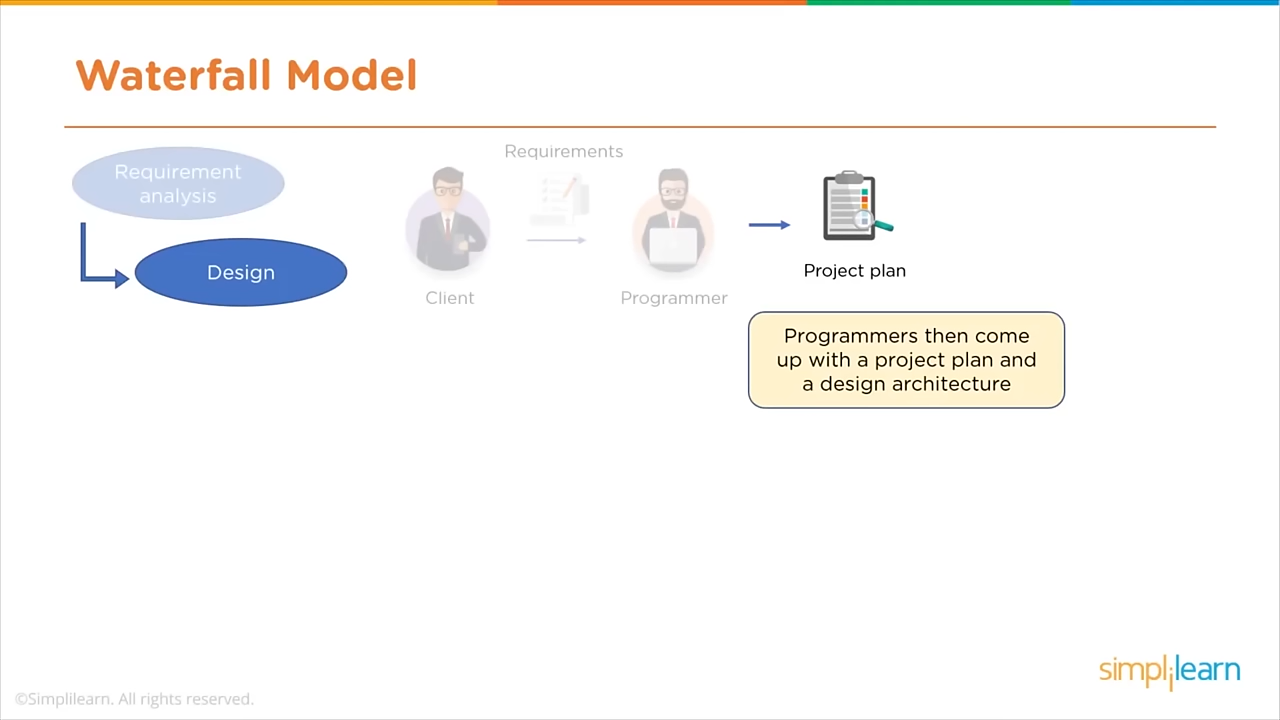 Waterfall Model
Requirement
analysis
Design
Requirements
Client
Programmer
Project plan
Programmers then come
up with a project plan and
a design architecture
simplilearn
©Simplilearn. All rights reserved.